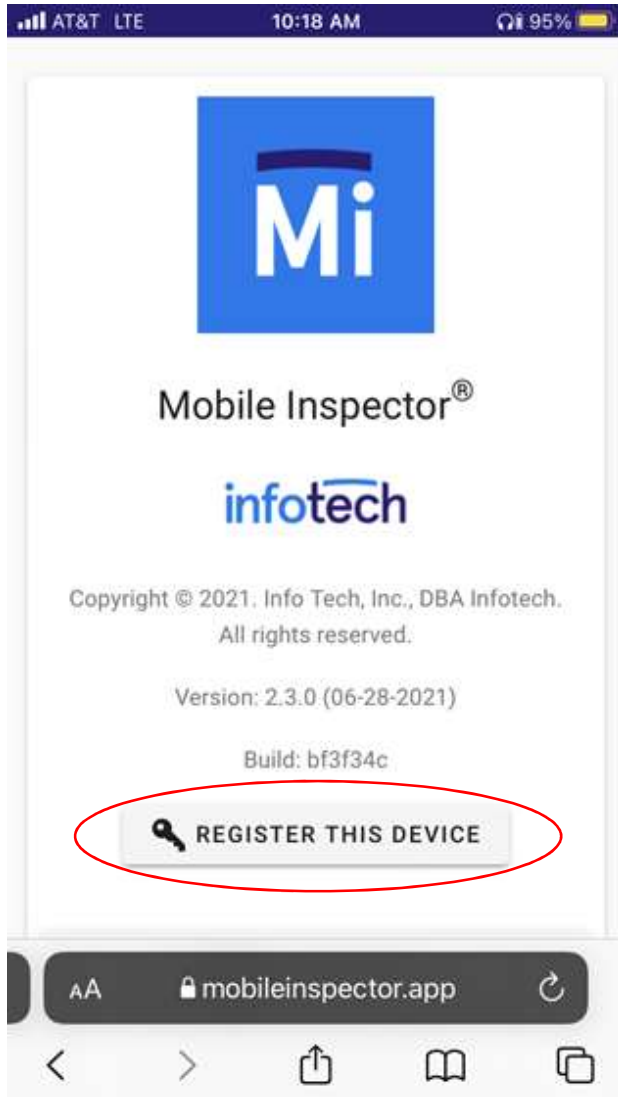 AT&T LTE 10:18 AM 95%
Mi
Mobile Inspector®
infotech
Copyright © 2021. Info Tech, Inc., DBA Infotech.
All rights reserved.
Version: 2.3.0 (06-28-2021)
Build: bf3f34c
REGISTER THIS DEVICE
AA mobileinspector.app